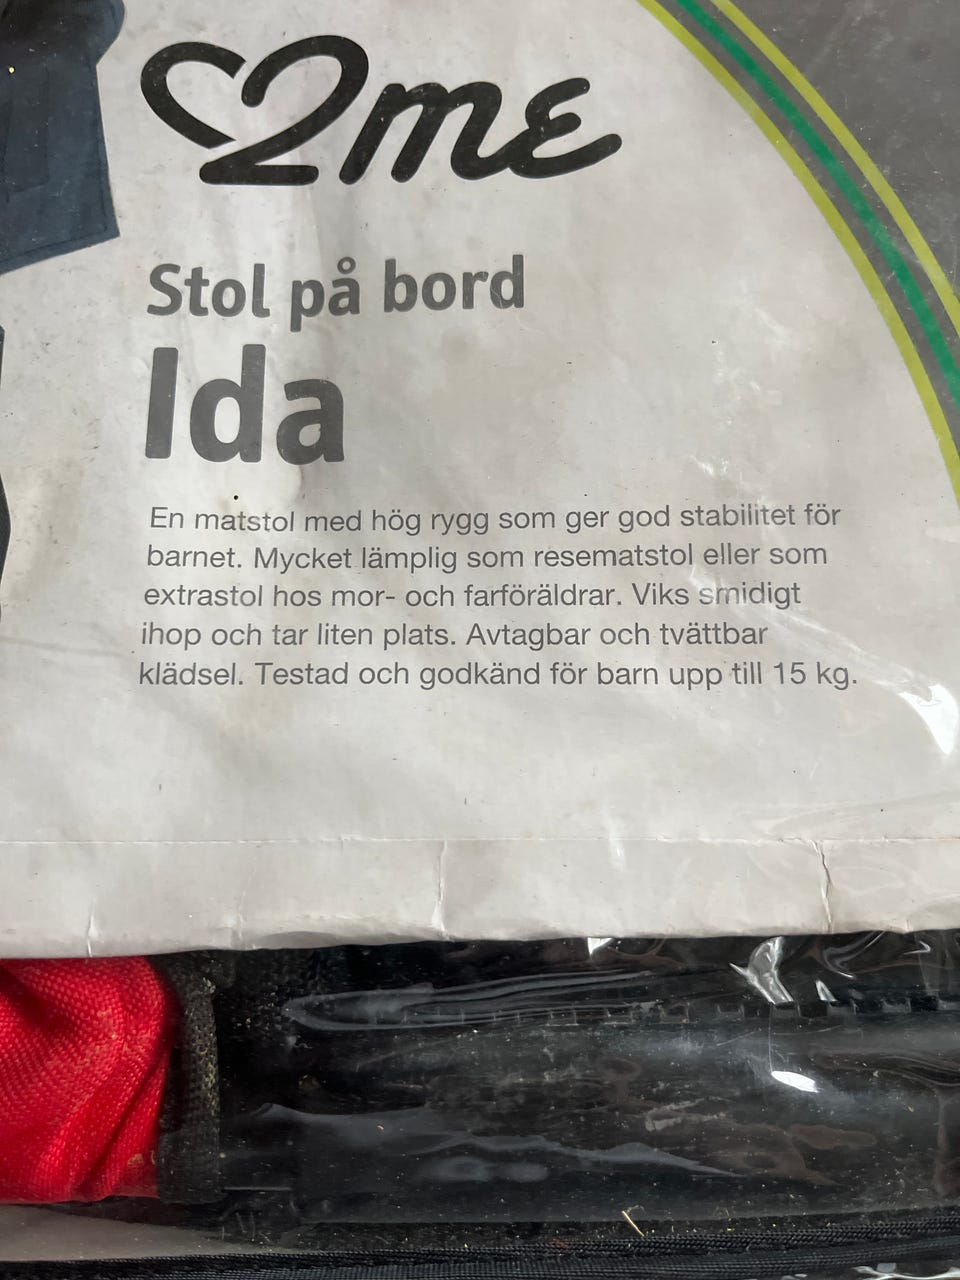 2me
Stol på bord
Ida
En matstol med hög rygg som ger god stabilitet för
barnet. Mycket lämplig som resematstol eller som
extrastol hos mor- och farföräldrar. Viks smidigt
ihop och tar liten plats. Avtagbar och tvättbar
klädsel. Testad och godkänd för barn upp till 15 kg.